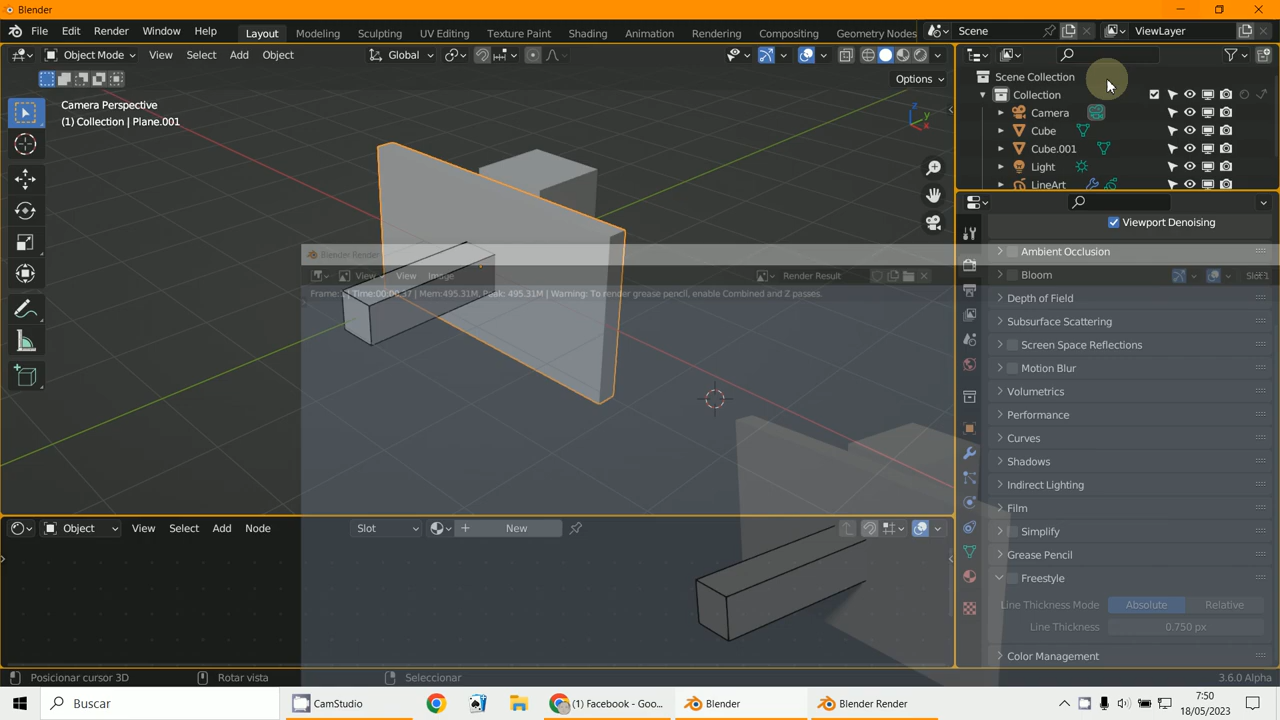 Blender
File Edit Render Window Help Layout Modeling Sculpting UV Editing Texture Paint Shading Animation Rendering Compositing Geometry Nodes Scene ViewLayer
Object Mode View Select Add Object Global
Options
Camera Perspective
(1) Collection | Plane.001
Scene Collection
Collection
Camera
Cube
Cube.001
Light
LineArt
Viewport Denoising
Ambient Occlusion
Bloom
Depth of Field
Subsurface Scattering
Screen Space Reflections
Motion Blur
Volumetrics
Performance
Curves
Shadows
Indirect Lighting
Film
Simplify
Grease Pencil
Freestyle
Line Thickness Mode Absolute Relative
Line Thickness 0.750 px
Color Management
Blender Render
View View Image Render Result
Mem:495.31M, Peak: 495.31M | Warning: To render grease pencil, enable Combined and Z passes.
Object View Select Add Node Slot New
Posicionar cursor 3D Rotar vista Seleccionar 3.6.0 Alpha
Buscar CamStudio (1) Facebook - Goo... Blender Blender Render
7:50
18/05/2023